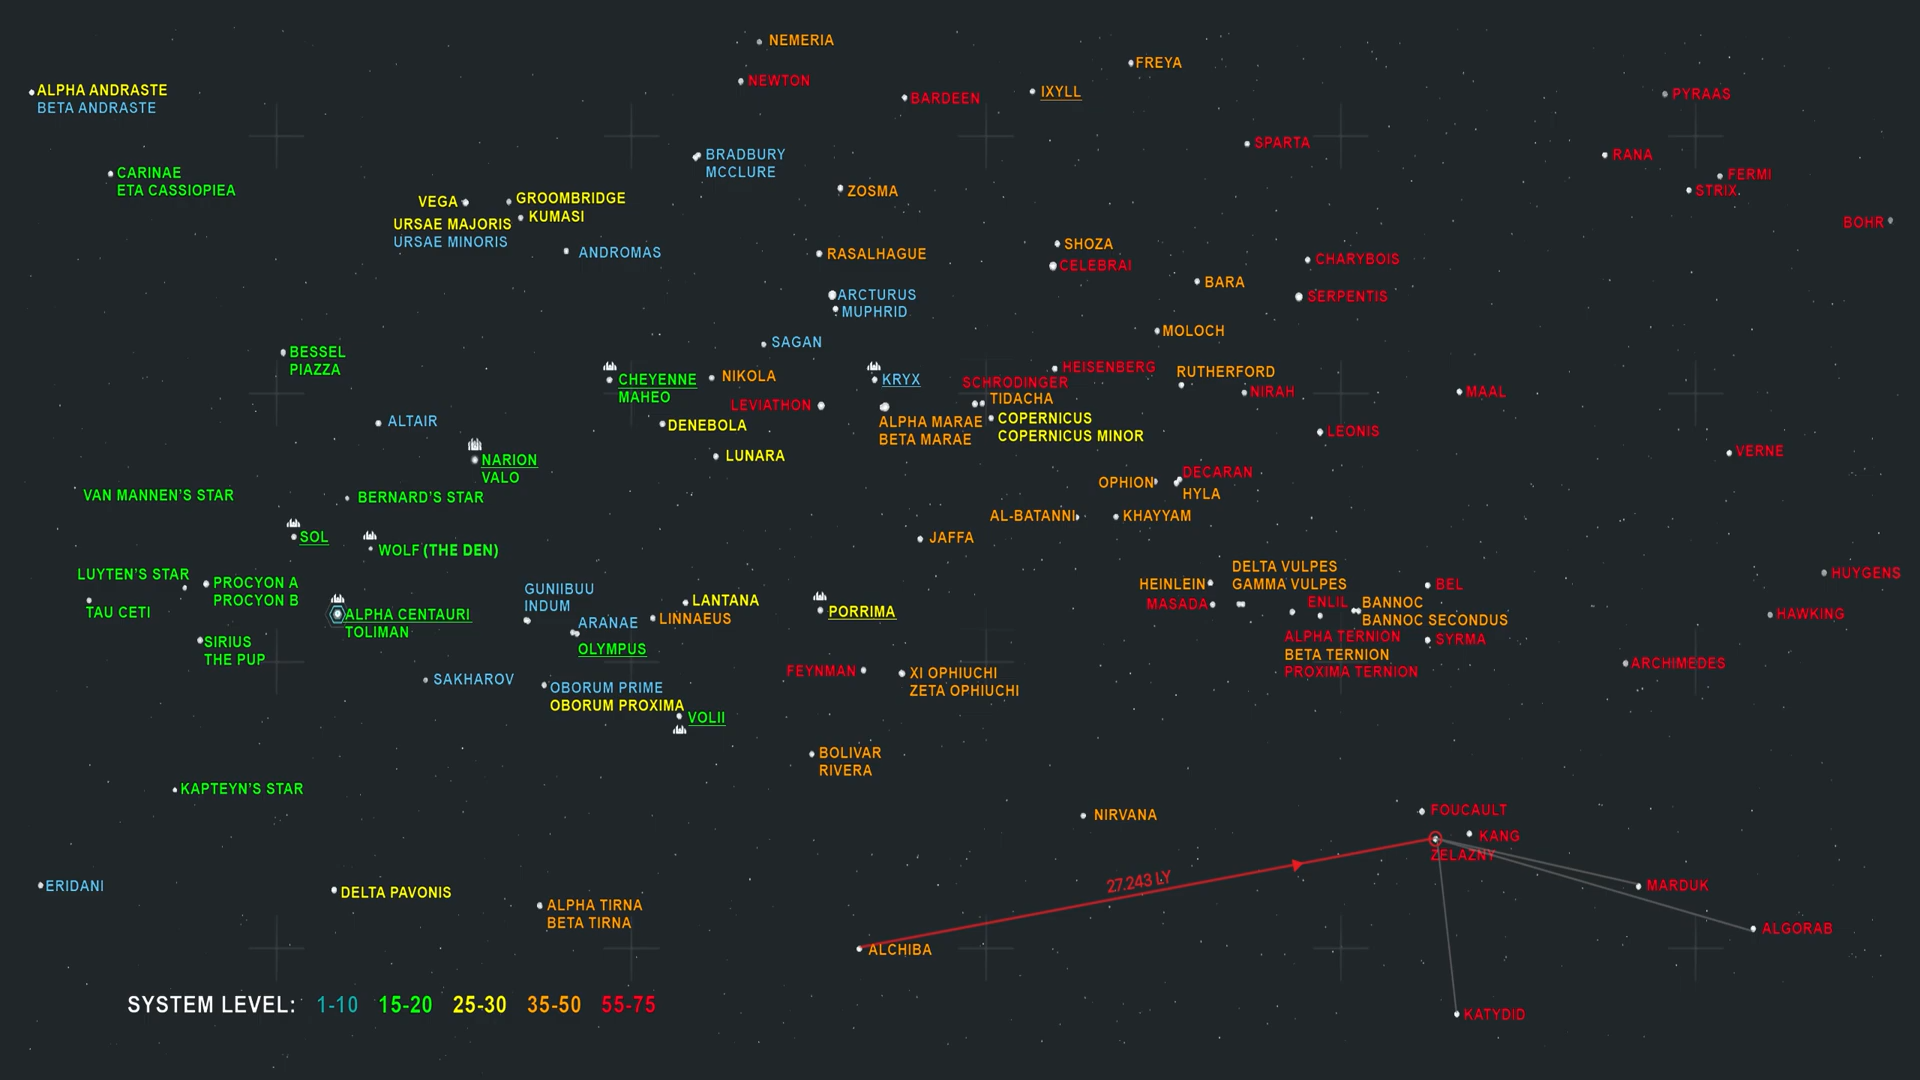 NEMERIA
FREYA
NEWTON
ALPHA ANDRASTE
BETA ANDRASTE
BARDEEN
IXYLL
PYRAAS
SPARTA
RANA
BRADBURY
MCCLURE
CARINAE
ETA CASSIOPIEA
FERMI
STRIX
ZOSMA
VEGA
GROOMBRIDGE
KUMASI
URSAE MAJORIS
URSAE MINORIS
BOHR
ANDROMAS
RASALHAGUE
SHOZA
CELEBRAI
CHARYBOIS
BARA
ARCTURUS
MUPHRID
SERPENTIS
MOLOCH
SAGAN
BESSEL
PIAZZA
CHEYENNE
MAHEO
NIKOLA
KRYX
HEISENBERG
SCHRODINGER
TIDACHA
RUTHERFORD
NIRAH
MAAL
LEVIATHON
ALPHA MARAE
BETA MARAE
COPERNICUS
COPERNICUS MINOR
ALTAIR
DENEBOLA
LEONIS
LUNARA
VERNE
NARION
VALO
DECARAN
OPHION
HYLA
VAN MANNEN'S STAR
BERNARD'S STAR
AL-BATANNI
KHAYYAM
SOL
JAFFA
WOLF (THE DEN)
LUYTEN'S STAR
PROCYON A
PROCYON B
TAU CETI
GUNIIBUU
INDUM
LANTANA
HEINLEIN
MASADA
DELTA VULPES
GAMMA VULPES
BEL
HUYGENS
ENLIL
BANNOC
BANNOC SECONDUS
HAWKING
ALPHA CENTAURI
TOLIMAN
ARANAE
OLYMPUS
LINNAEUS
PORRIMA
SIRIUS
THE PUP
ALPHA TERNION
BETA TERNION
PROXIMA TERNION
SYRMA
ARCHIMEDES
SAKHAROV
OBORUM PRIME
OBORUM PROXIMA
FEYNMAN
XI OPHIUCHI
ZETA OPHIUCHI
VOLII
BOLIVAR
RIVERA
KAPTEYN'S STAR
NIRVANA
FOUCAULT
KANG
ZELAZNY
27.243 LY
ERIDANI
DELTA PAVONIS
MARDUK
ALPHA TIRNA
BETA TIRNA
ALGORAB
ALCHIBA
SYSTEM LEVEL: 1-10 15-20 25-30 35-50 55-75
KATYDID